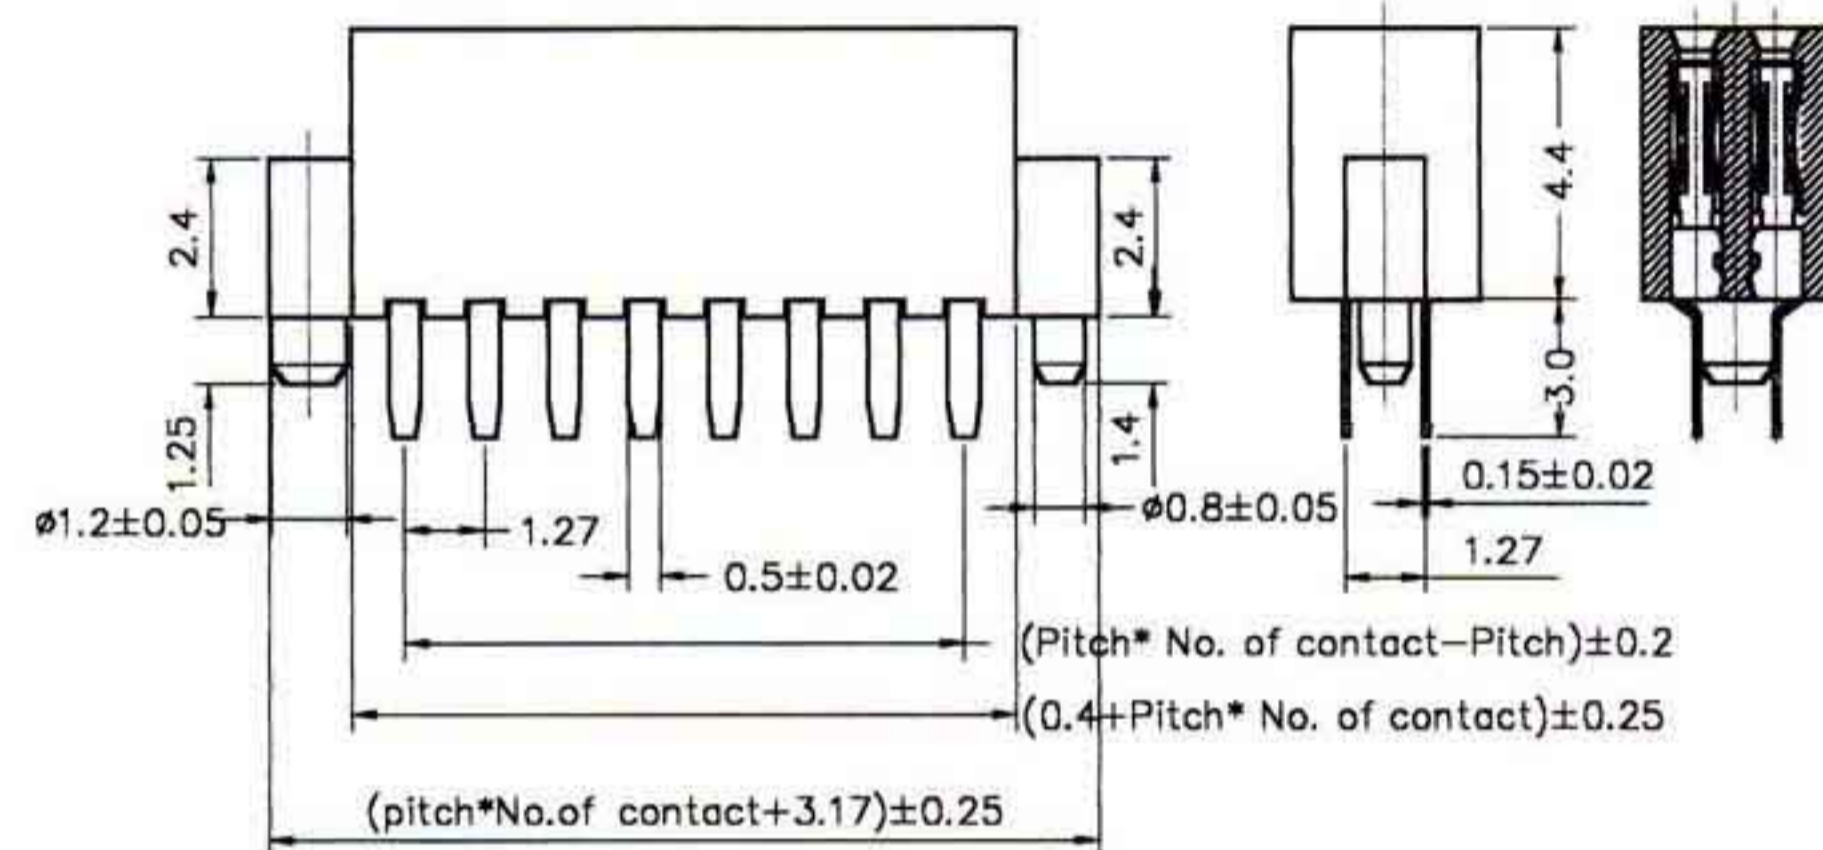 2.4
2.4
4.4
1.25
1.4
3.0
ø1.2±0.05
1.27
0.5±0.02
ø0.8±0.05
0.15±0.02
1.27
(Pitch* No. of contact-Pitch)±0.2
(0.4+Pitch* No. of contact)±0.25
(pitch*No.of contact+3.17)±0.25